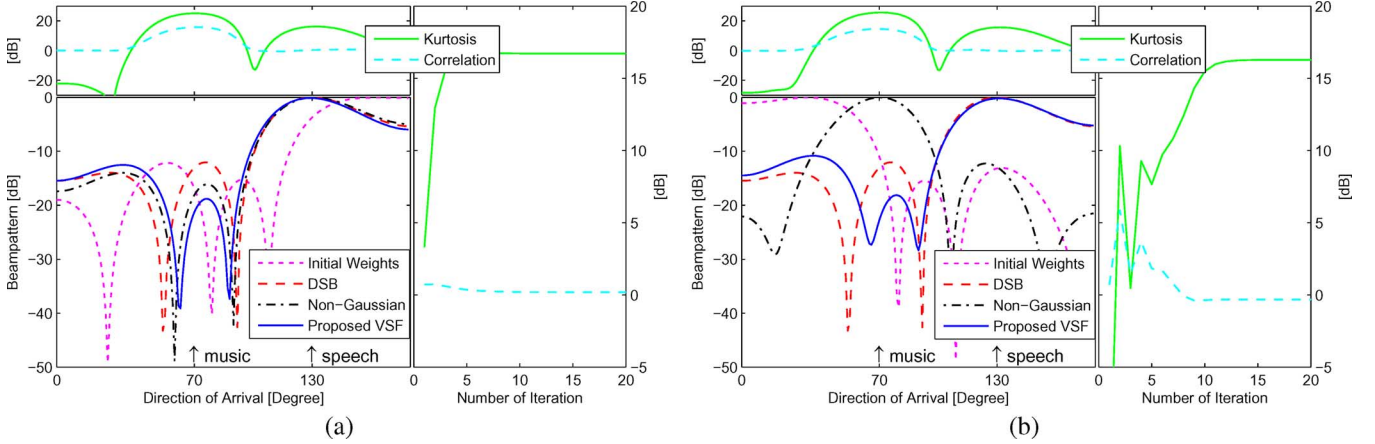 20
0
−20
[dB]
Kurtosis
Correlation
0
−10
−20
−30
−40
−50
Beampattern [dB]
Initial Weights
DSB
Non-Gaussian
Proposed VSF
↑ music
↑ speech
0
70
130
Direction of Arrival [Degree]
20
15
10
5
0
−5
[dB]
0
5
10
15
20
Number of Iteration
(a)
20
0
−20
[dB]
Kurtosis
Correlation
0
−10
−20
−30
−40
−50
Beampattern [dB]
Initial Weights
DSB
Non-Gaussian
Proposed VSF
↑ music
↑ speech
0
70
130
Direction of Arrival [Degree]
20
15
10
5
0
−5
[dB]
0
5
10
15
20
Number of Iteration
(b)